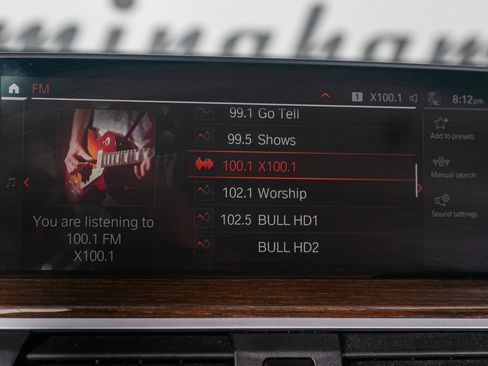 minghan
FM
1 X100.1 8:12pm
99.1 Go Tell
99.5 Shows
100.1 X100.1
102.1 Worship
102.5 BULL HD1
BULL HD2
You are listening to
100.1 FM
X100.1
Add to presets
Manual search
Sound settings